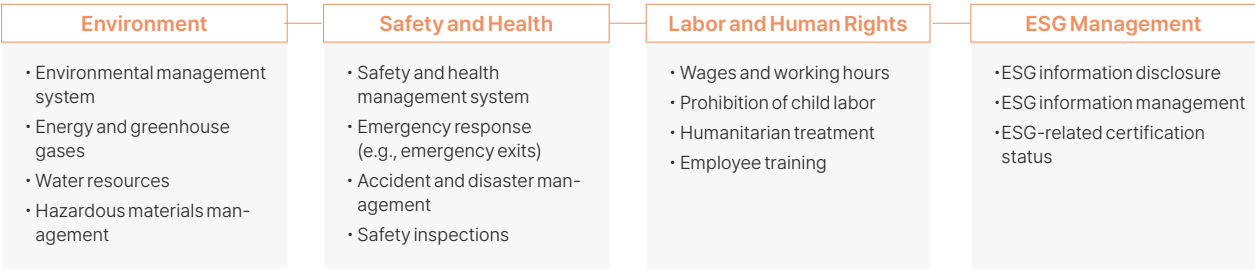 Environment
• Environmental management
system
• Energy and greenhouse
gases
• Water resources
• Hazardous materials man-
agement
Safety and Health
• Safety and health
management system
• Emergency response
(e.g., emergency exits)
• Accident and disaster man-
agement
• Safety inspections
Labor and Human Rights
• Wages and working hours
• Prohibition of child labor
• Humanitarian treatment
• Employee training
ESG Management
•ESG information disclosure
•ESG information management
•ESG-related certification
status